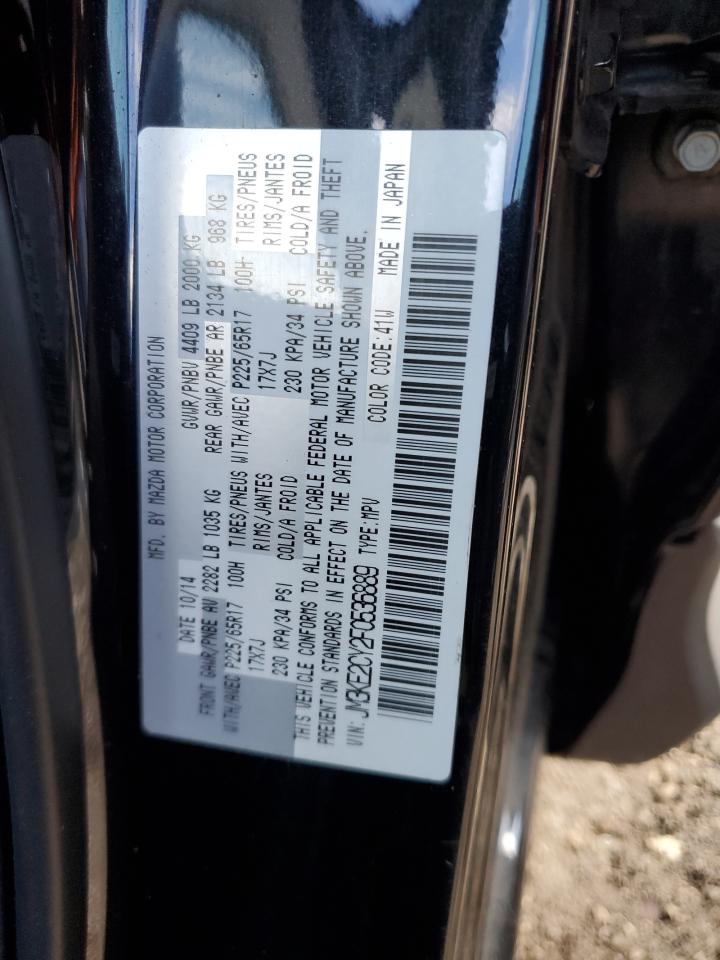 MFD. BY MAZDA MOTOR CORPORATION
DATE 10/14 GVWR/PNBV 4409 LB 2000 KG
FRONT GAWR/PNBE AV 2282 LB 1035 KG REAR GAWR/PNBE AR 2134 LB 968 KG
WITH/AVEC P225/65R17 100H TIRES/PNEUS WITH/AVEC P225/65R17 100H TIRES/PNEUS
17X7J RIMS/JANTES 17X7J RIMS/JANTES
230 KPA/34 PSI COLD/A FROID 230 KPA/34 PSI COLD/A FROID
THIS VEHICLE CONFORMS TO ALL APPLICABLE FEDERAL MOTOR VEHICLE SAFETY AND THEFT
PREVENTION STANDARDS IN EFFECT ON THE DATE OF MANUFACTURE SHOWN ABOVE.
VIN: JM3KE2CY2F0536889 TYPE:MPV COLOR CODE:41W
MADE IN JAPAN